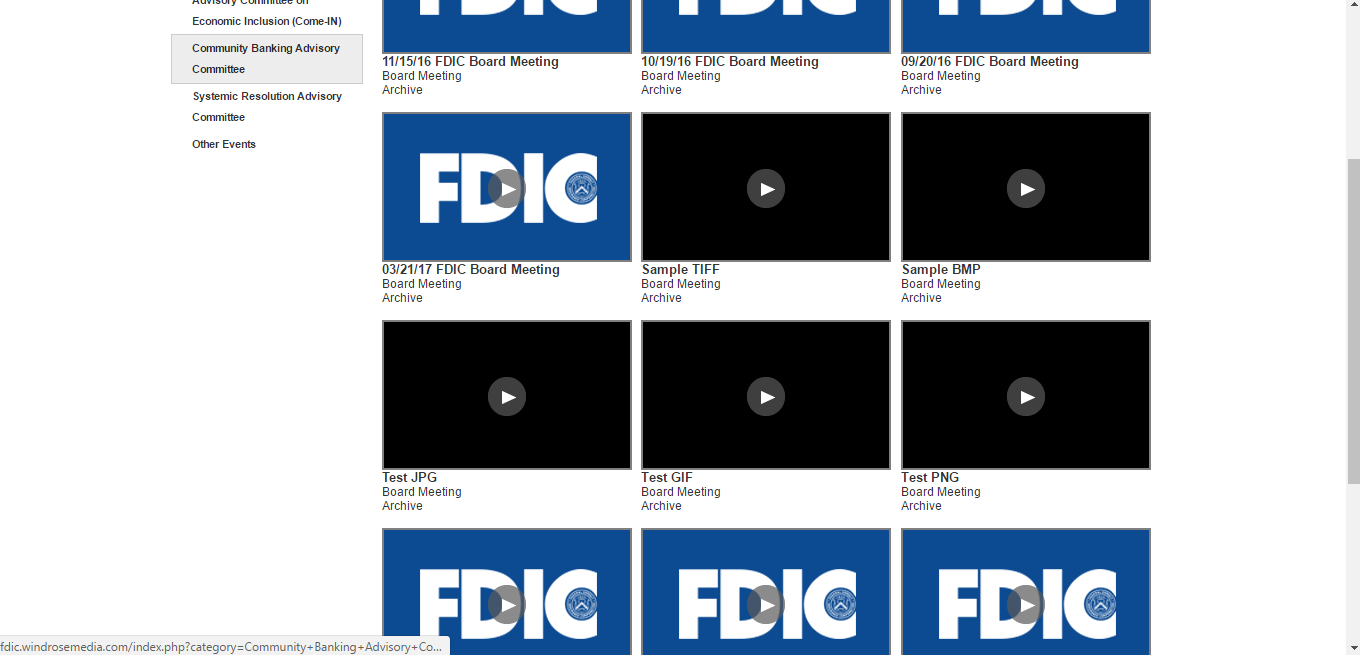 Advisory Committee on
Economic Inclusion (Come-IN)
Community Banking Advisory
Committee
Systemic Resolution Advisory
Committee
Other Events
11/15/16 FDIC Board Meeting
Board Meeting
Archive
10/19/16 FDIC Board Meeting
Board Meeting
Archive
09/20/16 FDIC Board Meeting
Board Meeting
Archive
FDIC
03/21/17 FDIC Board Meeting
Board Meeting
Archive
Sample TIFF
Board Meeting
Archive
Sample BMP
Board Meeting
Archive
Test JPG
Board Meeting
Archive
Test GIF
Board Meeting
Archive
Test PNG
Board Meeting
Archive
FDIC
FDIC
FDIC
fdic.windrosemedia.com/index.php?category=Community+Banking+Advisory+Co...